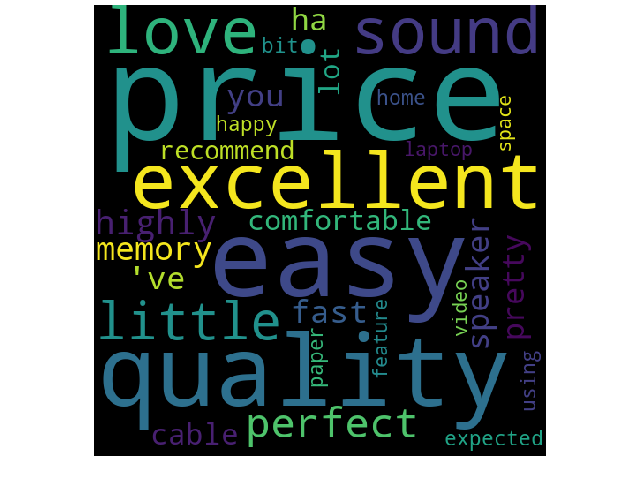 love
ha
sound
bit
lot
price
you
home
space
happy
recommend
laptop
excellent
highly
comfortable
memory
easy
speaker
pretty
've
video
little
fast
feature
paper
quality
using
perfect
cable
expected